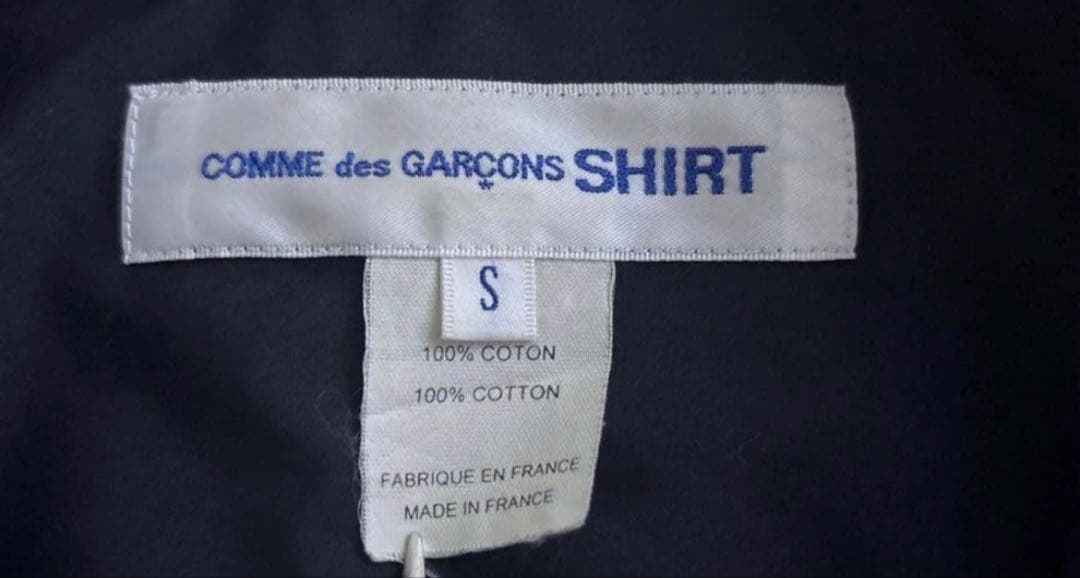 COMME des GARÇONS SHIRT
S
100% COTON
100% COTTON
FABRIQUE EN FRANCE
MADE IN FRANCE